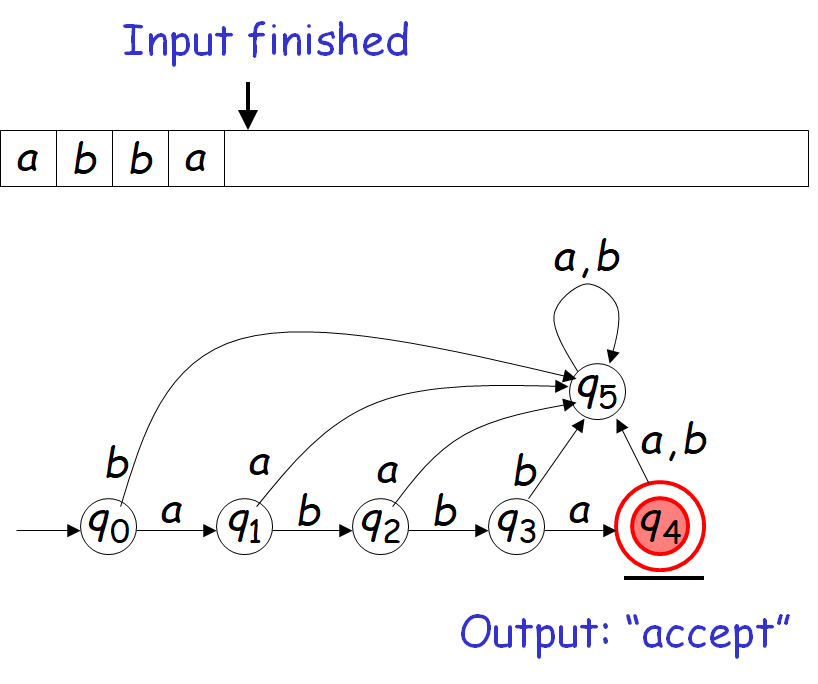 Input finished
a b b a
a,b
q5
b a a b a,b
q0 a q1 b q2 b q3 a q4
Output: “accept”